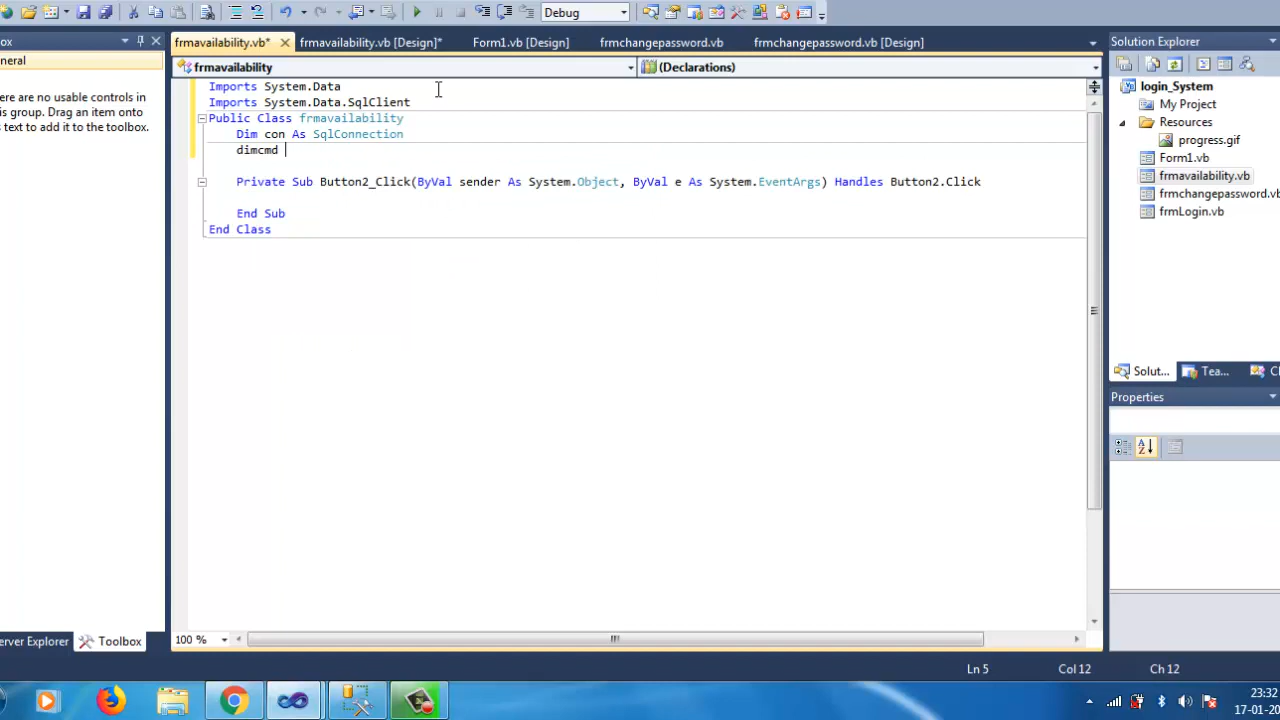 Debug
ox
frmavailability.vb*
frmavailability.vb [Design]*
Form1.vb [Design]
frmchangepassword.vb
frmchangepassword.vb [Design]
Solution Explorer
eneral
frmavailability
(Declarations)
ere are no usable controls in
is group. Drag an item onto
text to add it to the toolbox.
Imports System.Data
Imports System.Data.SqlClient
Public Class frmavailability
Dim con As SqlConnection
dimcmd
Private Sub Button2_Click(ByVal sender As System.Object, ByVal e As System.EventArgs) Handles Button2.Click
End Sub
End Class
login_System
My Project
Resources
progress.gif
Form1.vb
frmavailability.vb
frmchangepassword.vb
frmLogin.vb
Solut...
Tea...
Cl
Properties
100 %
erver Explorer
Toolbox
Ln 5
Col 12
Ch 12
23:32
17-01-20